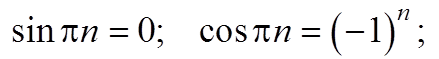 sin πn = 0; cos πn = (−1)ⁿ;